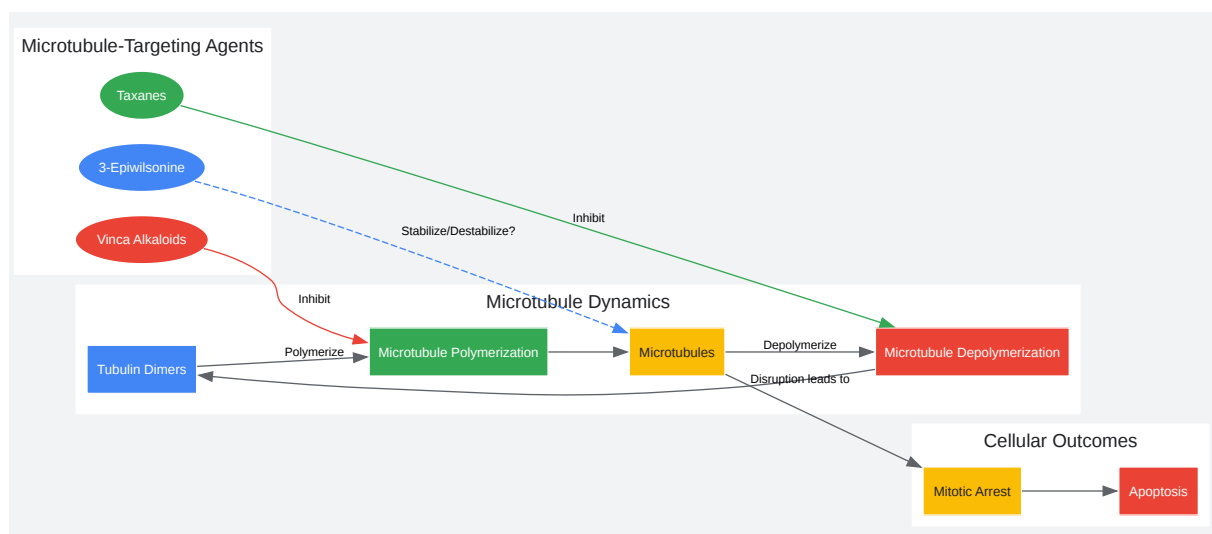 Microtubule-Targeting Agents
Taxanes
3-Epiwilsonine
Vinca Alkaloids
Inhibit
Stabilize/Destabilize?
Inhibit
Microtubule Dynamics
Tubulin Dimers
Polymerize
Microtubule Polymerization
Microtubules
Depolymerize
Microtubule Depolymerization
Disruption leads to
Cellular Outcomes
Mitotic Arrest
Apoptosis